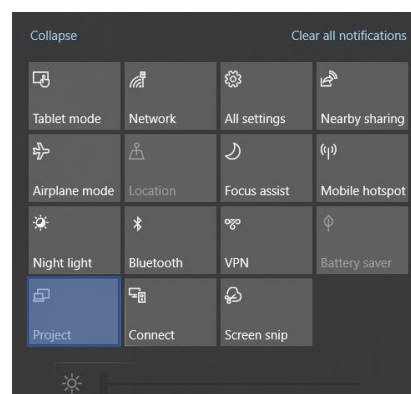 Collapse Clear all notifications
Tablet mode Network All settings Nearby sharing
Airplane mode Location Focus assist Mobile hotspot
Night light Bluetooth VPN Battery saver
Project Connect Screen snip